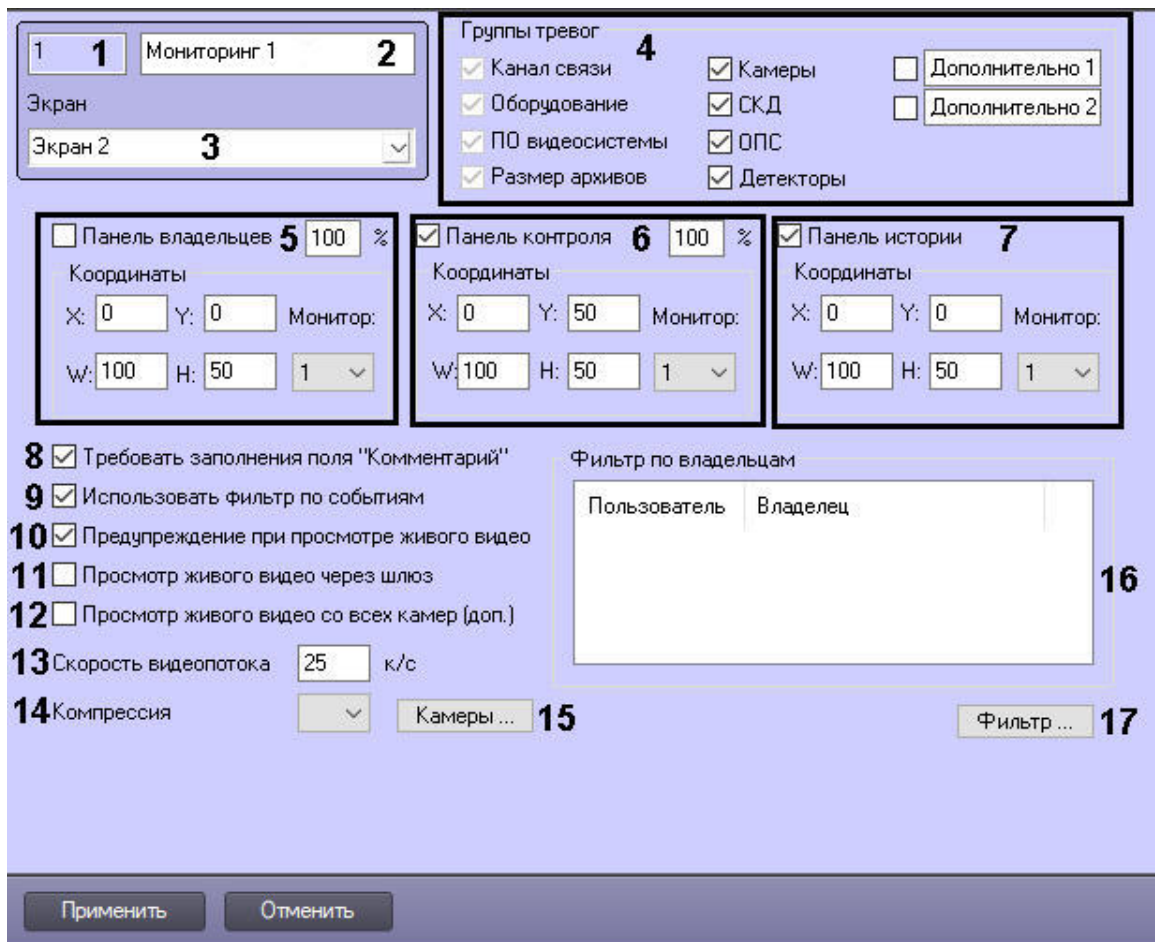 1 1 Мониторинг 1 2
Экран
Экран 2 3
Группы тревог 4
Канал связи Камеры Дополнительно 1
Оборудование СКД Дополнительно 2
ПО видеосистемы ОПС
Размер архивов Детекторы
Панель владельцев 5 100 %
Координаты
X: 0 Y: 0 Монитор:
W: 100 H: 50 1
Панель контроля 6 100 %
Координаты
X: 0 Y: 50 Монитор:
W: 100 H: 50 1
Панель истории 7
Координаты
X: 0 Y: 0 Монитор:
W: 100 H: 50 1
8 Требовать заполнения поля "Комментарий"
9 Использовать фильтр по событиям
10 Предупреждение при просмотре живого видео
11 Просмотр живого видео через шлюз
12 Просмотр живого видео со всех камер (доп.)
13 Скорость видеопотока 25 к/с
14 Компрессия Камеры ... 15
Фильтр по владельцам
Пользователь Владелец
16
Фильтр ... 17
Применить Отменить